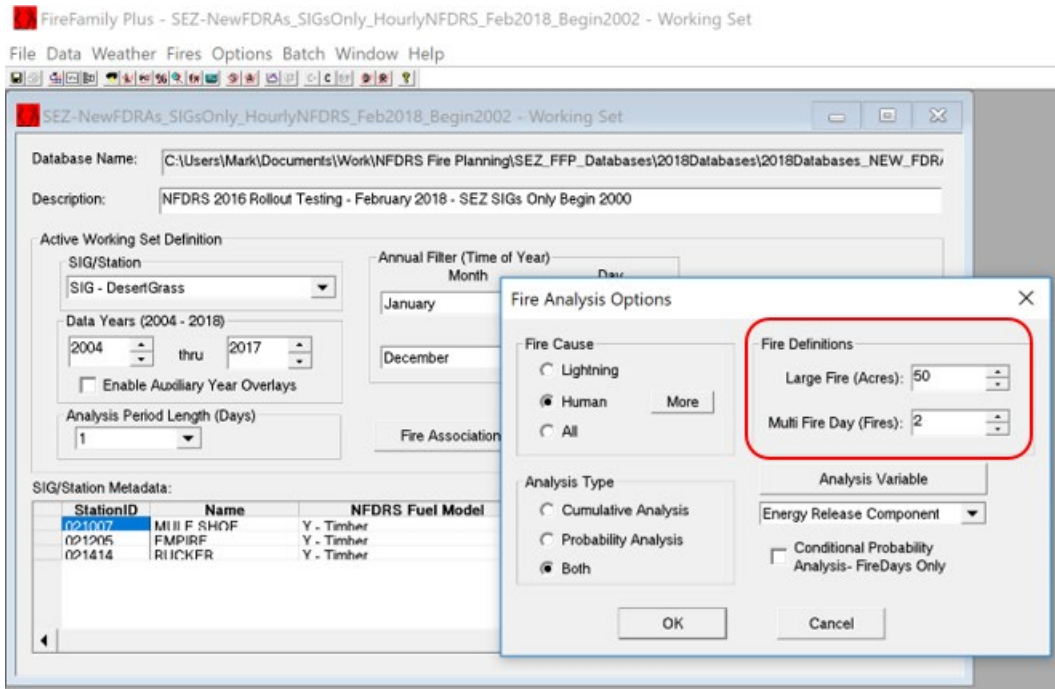 FireFamily Plus - SEZ-NewFDRAs_SIGsOnly_HourlyNFDRS_Feb2018_Begin2002 - Working Set
File Data Weather Fires Options Batch Window Help
SEZ-NewFDRAs_SIGsOnly_HourlyNFDRS_Feb2018_Begin2002 - Working Set
Database Name: C:\Users\Mark\Documents\Work\NFDRS Fire Planning\SEZ_FFP_Databases\2018Databases\2018Databases_NEW_FDRA
Description: NFDRS 2016 Rollout Testing - February 2018 - SEZ SIGs Only Begin 2000
Active Working Set Definition
SIG/Station
SIG - DesertGrass
Data Years (2004 - 2018)
2004 thru 2017
Enable Auxiliary Year Overlays
Analysis Period Length (Days)
1
Annual Filter (Time of Year)
Month Day
January
December
Fire Association
SIG/Station Metadata:
StationID Name NFDRS Fuel Model
021007 MULE SHOE Y - Timber
021205 EMPIRE Y - Timber
021414 RUCKER Y - Timber
Fire Analysis Options
Fire Cause
Lightning
Human More
All
Analysis Type
Cumulative Analysis
Probability Analysis
Both
Fire Definitions
Large Fire (Acres): 50
Multi Fire Day (Fires): 2
Analysis Variable
Energy Release Component
Conditional Probability
Analysis- FireDays Only
OK Cancel